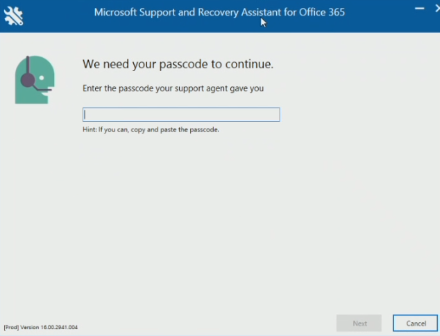 Microsoft Support and Recovery Assistant for Office 365
We need your passcode to continue.
Enter the passcode your support agent gave you
Hint: If you can, copy and paste the passcode.
Next
Cancel
[Prod] Version 16.00.2841.004